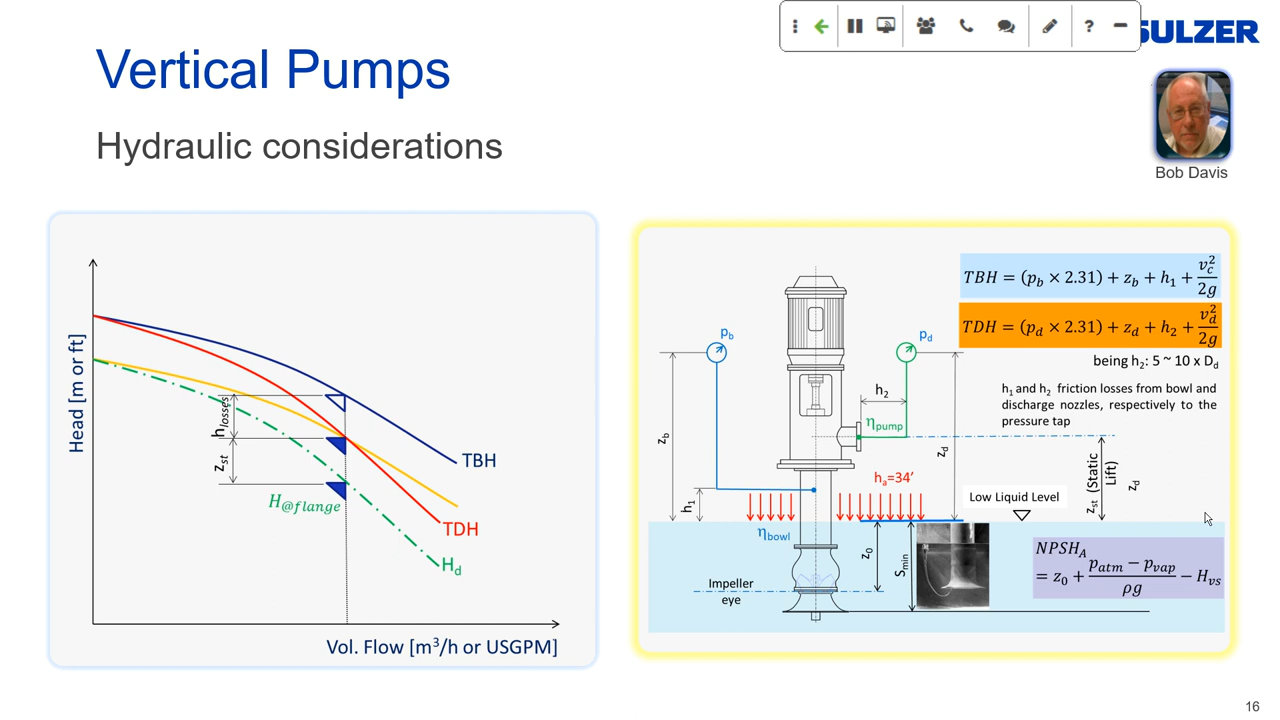 SULZER
Vertical Pumps
Hydraulic considerations
Bob Davis
Head [m or ft]
h_losses
z_st
H_@flange
TBH
TDH
H_d
Vol. Flow [m³/h or USGPM]
TBH = (p_b × 2.31) + z_b + h_1 + v_c²/2g
TDH = (p_d × 2.31) + z_d + h_2 + v_d²/2g
being h₂: 5 ~ 10 x D_d
h₁ and h₂ friction losses from bowl and
discharge nozzles, respectively to the
pressure tap
p_b
p_d
h₂
η_pump
z_b
z_d
h_a=34'
h₁
Low Liquid Level
z_st (Static
Lift)
z_d
η_bowl
z₀
S_min
Impeller
eye
NPSH_A
= z_0 + (p_atm − p_vap)/ρg − H_vs
?
16